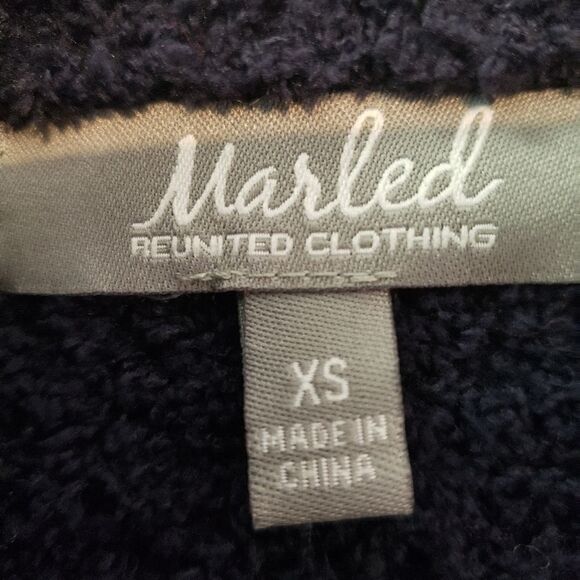 Marled
REUNITED CLOTHING
XS
MADE IN
CHINA